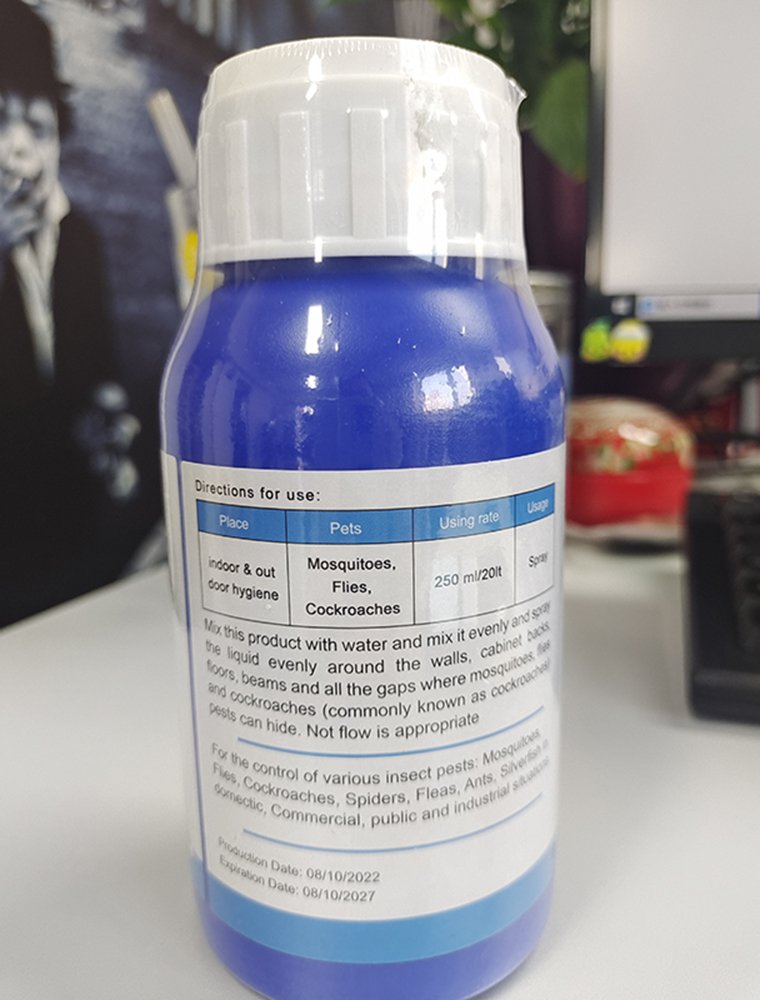 Directions for use:
Place Pets Using rate Usage
indoor & out door hygiene Mosquitoes, Flies, Cockroaches 250 ml/20lt Spray
Mix this product with water and mix it evenly and spray
the liquid evenly around the walls, cabinet backs,
floors, beams and all the gaps where mosquitoes, flies
and cockroaches (commonly known as cockroaches)
pests can hide. Not flow is appropriate
For the control of various insect pests: Mosquitoes,
Flies, Cockroaches, Spiders, Fleas, Ants, Silverfish in
domectic, Commercial, public and industrial situations
Production Date: 08/10/2022
Expiration Date: 08/10/2027